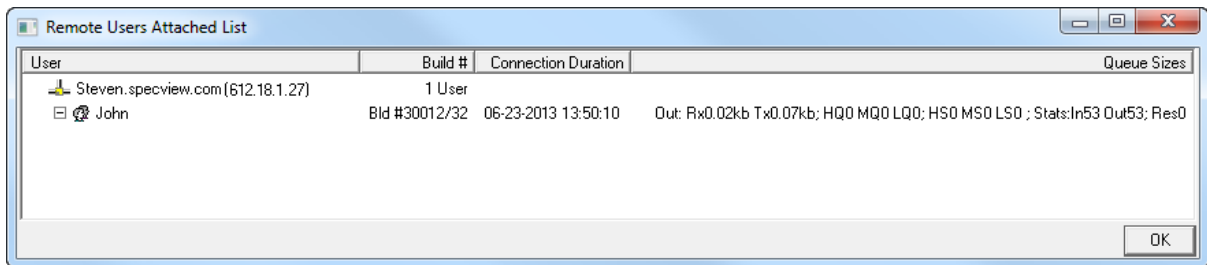 Remote Users Attached List
User Build # Connection Duration Queue Sizes
Steven.specview.com (612.18.1.27) 1 User
John Bld #30012/32 06-23-2013 13:50:10 Out: Rx0.02kb Tx0.07kb; HQ0 MQ0 LQ0; HS0 MS0 LS0 ; Stats:In53 Out53; Res0
OK